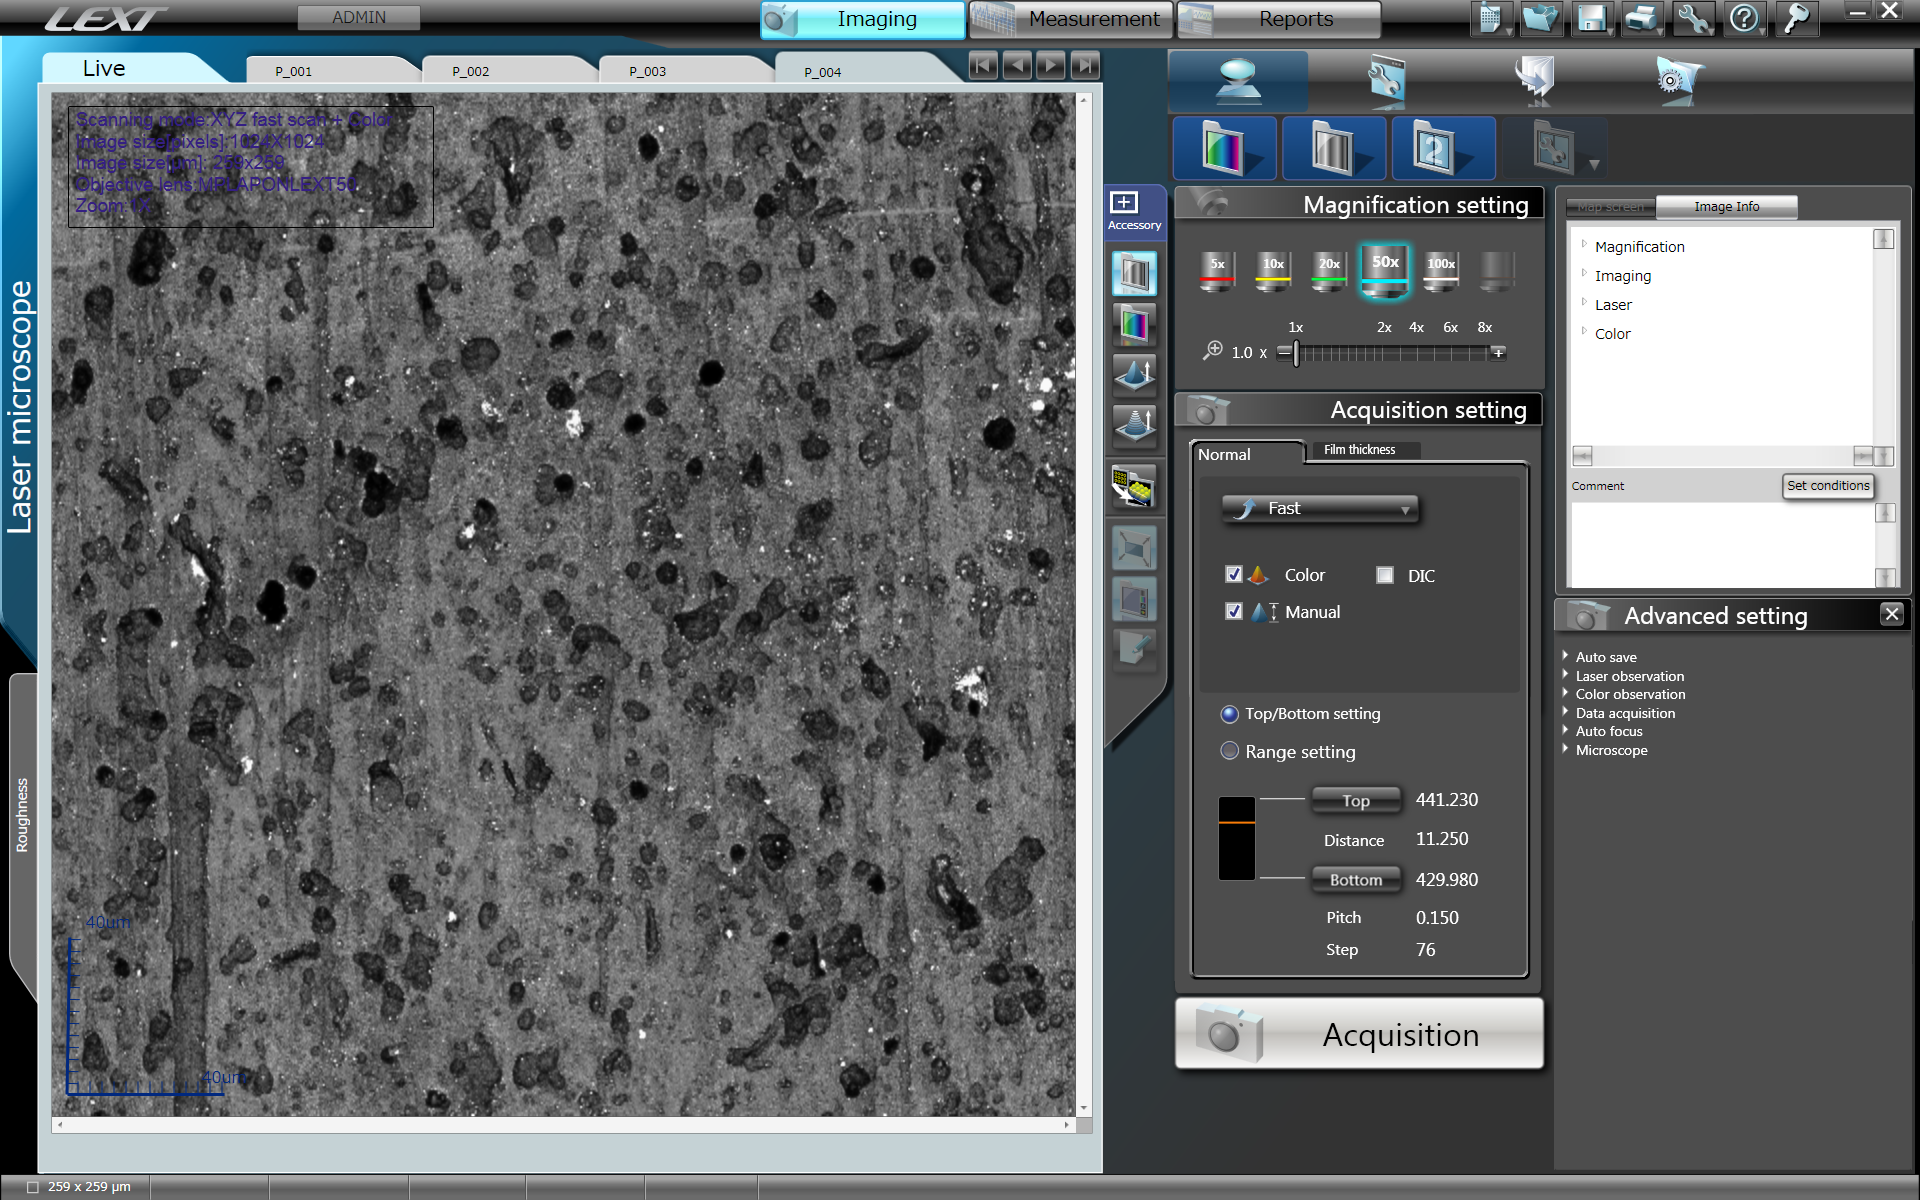 LEXT
ADMIN
Imaging
Measurement
Reports
Live
P_001
P_002
P_003
P_004
Scanning mode:XYZ fast scan + Color
Image size[pixels]:1024X1024
Image size[µm]: 259x259
Objective lens:MPLAPONLEXT50
Zoom:1X
40um
40um
Laser microscope
Roughness
Accessory
Magnification setting
5x
10x
20x
50x
100x
1x 2x 4x 6x 8x
1.0 x
Acquisition setting
Normal
Film thickness
Fast
Color
DIC
Manual
Top/Bottom setting
Range setting
Top 441.230
Distance 11.250
Bottom 429.980
Pitch 0.150
Step 76
Acquisition
2
Map screen
Image Info
Magnification
Imaging
Laser
Color
Comment
Set conditions
Advanced setting
Auto save
Laser observation
Color observation
Data acquisition
Auto focus
Microscope
259 x 259 µm